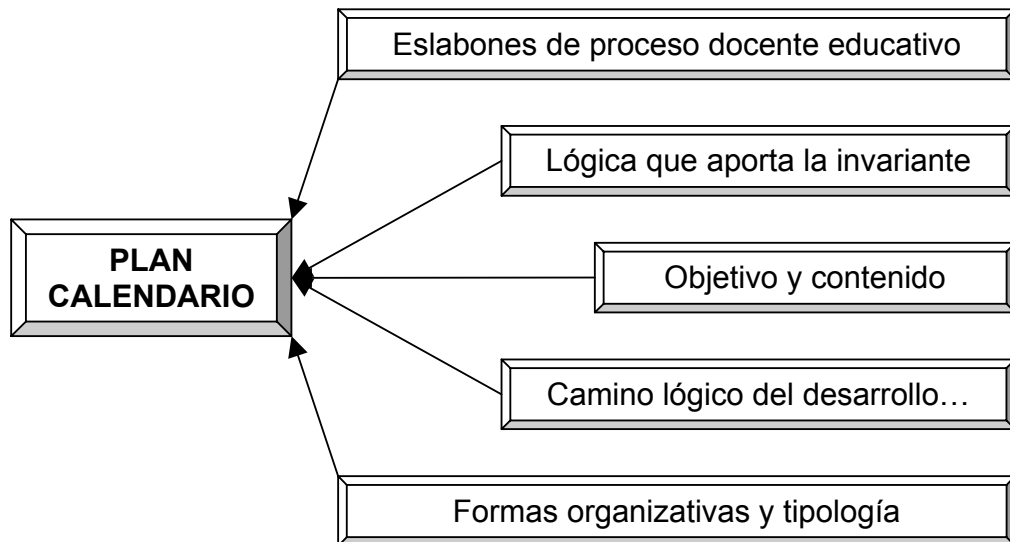 Eslabones de proceso docente educativo
Lógica que aporta la invariante
PLAN
CALENDARIO
Objetivo y contenido
Camino lógico del desarrollo…
Formas organizativas y tipología